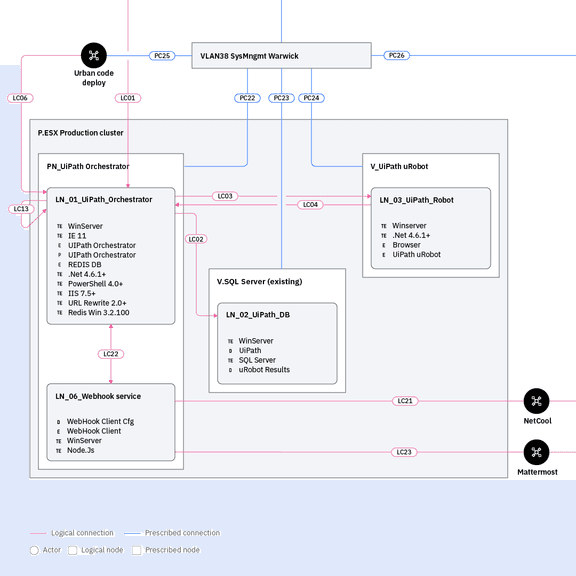 VLAN38 SysMngmt Warwick
PC25
PC26
Urban code
deploy
LC06
LC01
PC22
PC23
PC24
P.ESX Production cluster
PN_UiPath Orchestrator
V_UiPath uRobot
LN_01_UiPath_Orchestrator
TE WinServer
TE IE 11
E UIPath Orchestrator
P UIPath Orchestrator
E REDIS DB
TE .Net 4.6.1+
TE PowerShell 4.0+
TE IIS 7.5+
TE URL Rewrite 2.0+
TE Redis Win 3.2.100
LC13
LC03
LC04
LC02
LN_03_UiPath_Robot
TE Winserver
TE .Net 4.6.1+
E Browser
E UiPath uRobot
V.SQL Server (existing)
LN_02_UiPath_DB
TE WinServer
D UiPath
TE SQL Server
D uRobot Results
LC22
LN_06_Webhook service
D WebHook Client Cfg
E WebHook Client
TE WinServer
TE Node.Js
LC21
NetCool
LC23
Mattermost
Logical connection
Prescribed connection
Actor
Logical node
Prescribed node